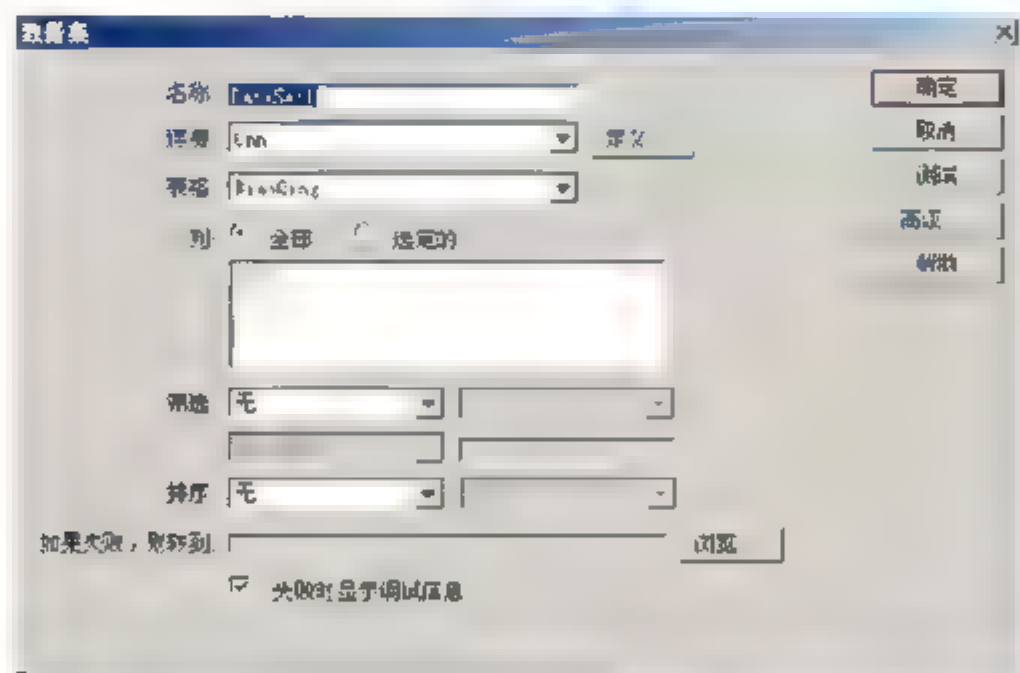 数据集
名称
确定
连接
定义
取消
表格
测试
列:
全部
选定的
高级
帮助
筛选
无
排序
无
如果失败,则转到:
浏览
失败时显示调试信息